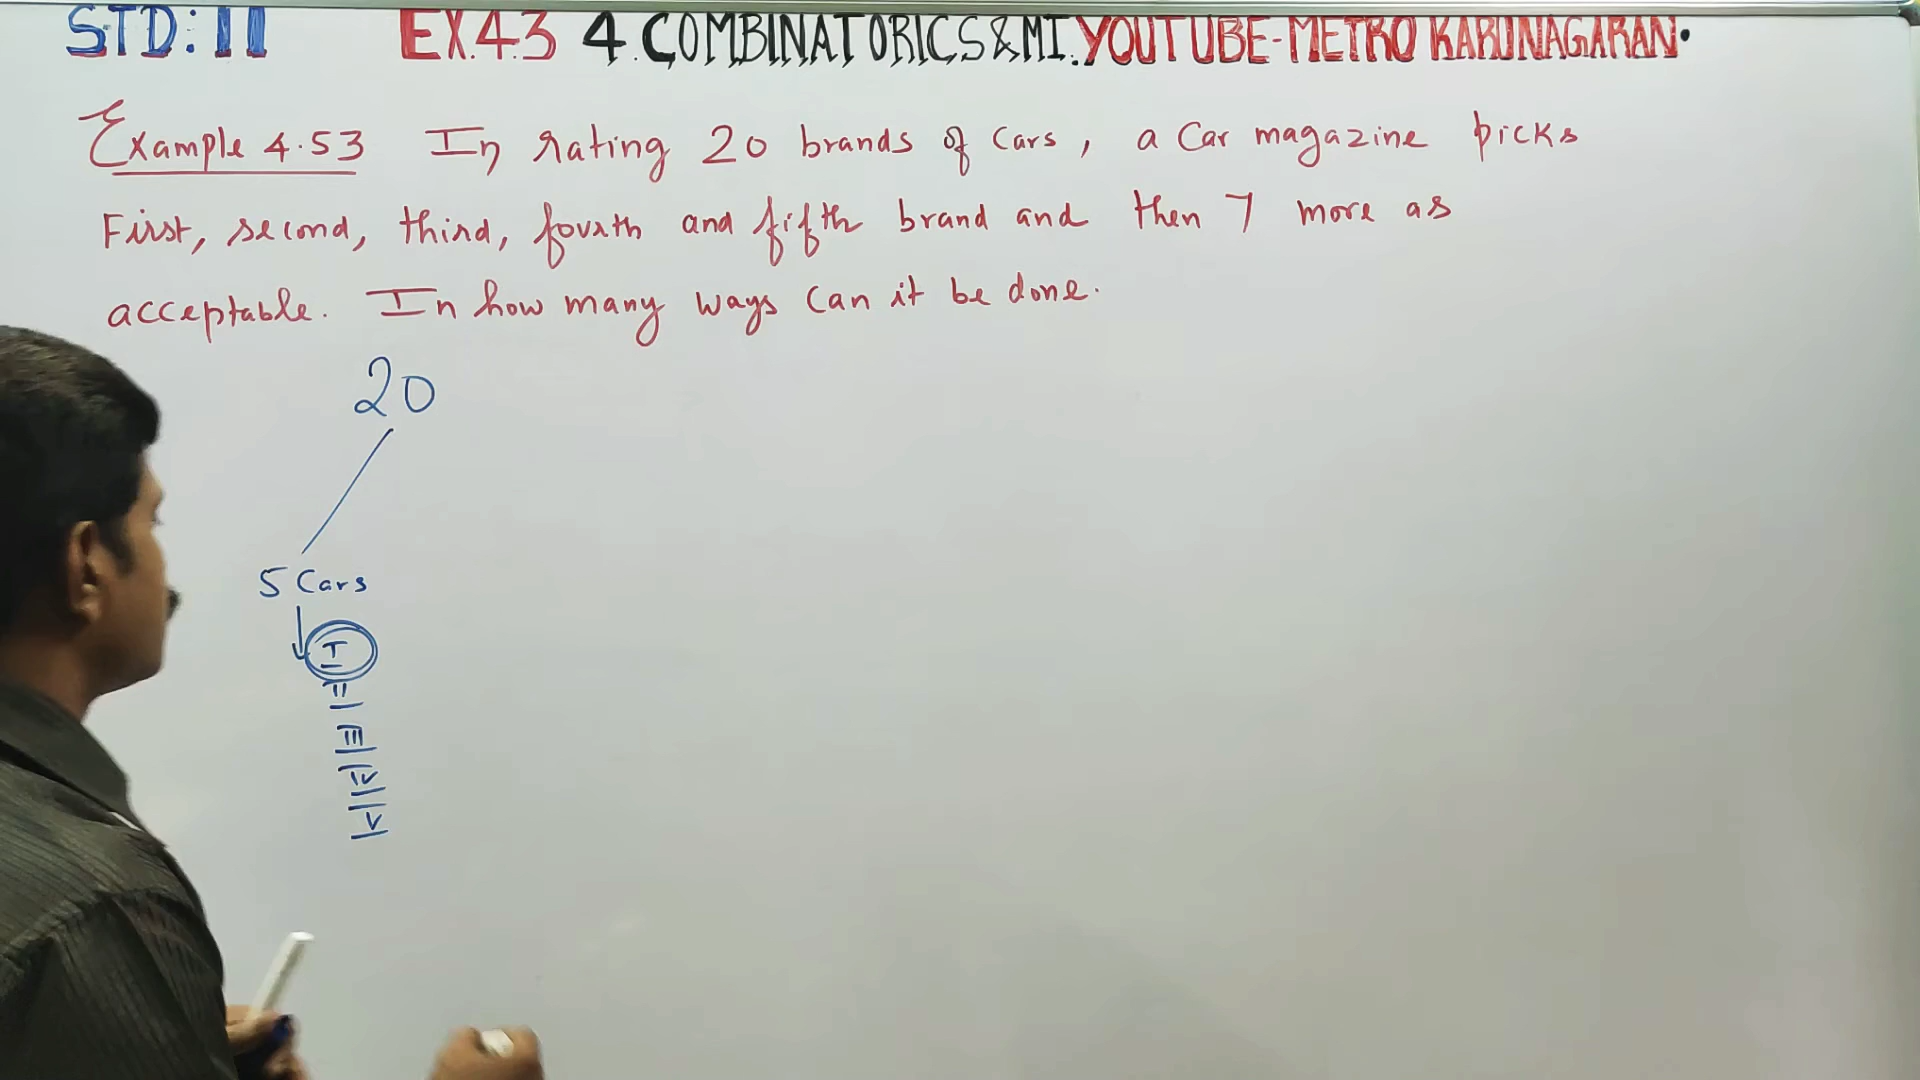 STD: 11 EX.4.3 4.COMBINATORICS & MI. YOUTUBE-METRO KARUNAGARAN.
Example 4.53 In rating 20 brands of Cars, a Car magazine picks
First, second, third, fourth and fifth brand and then 7 more as
acceptable. In how many ways can it be done.
20
5 Cars
I
II
III
IV
V